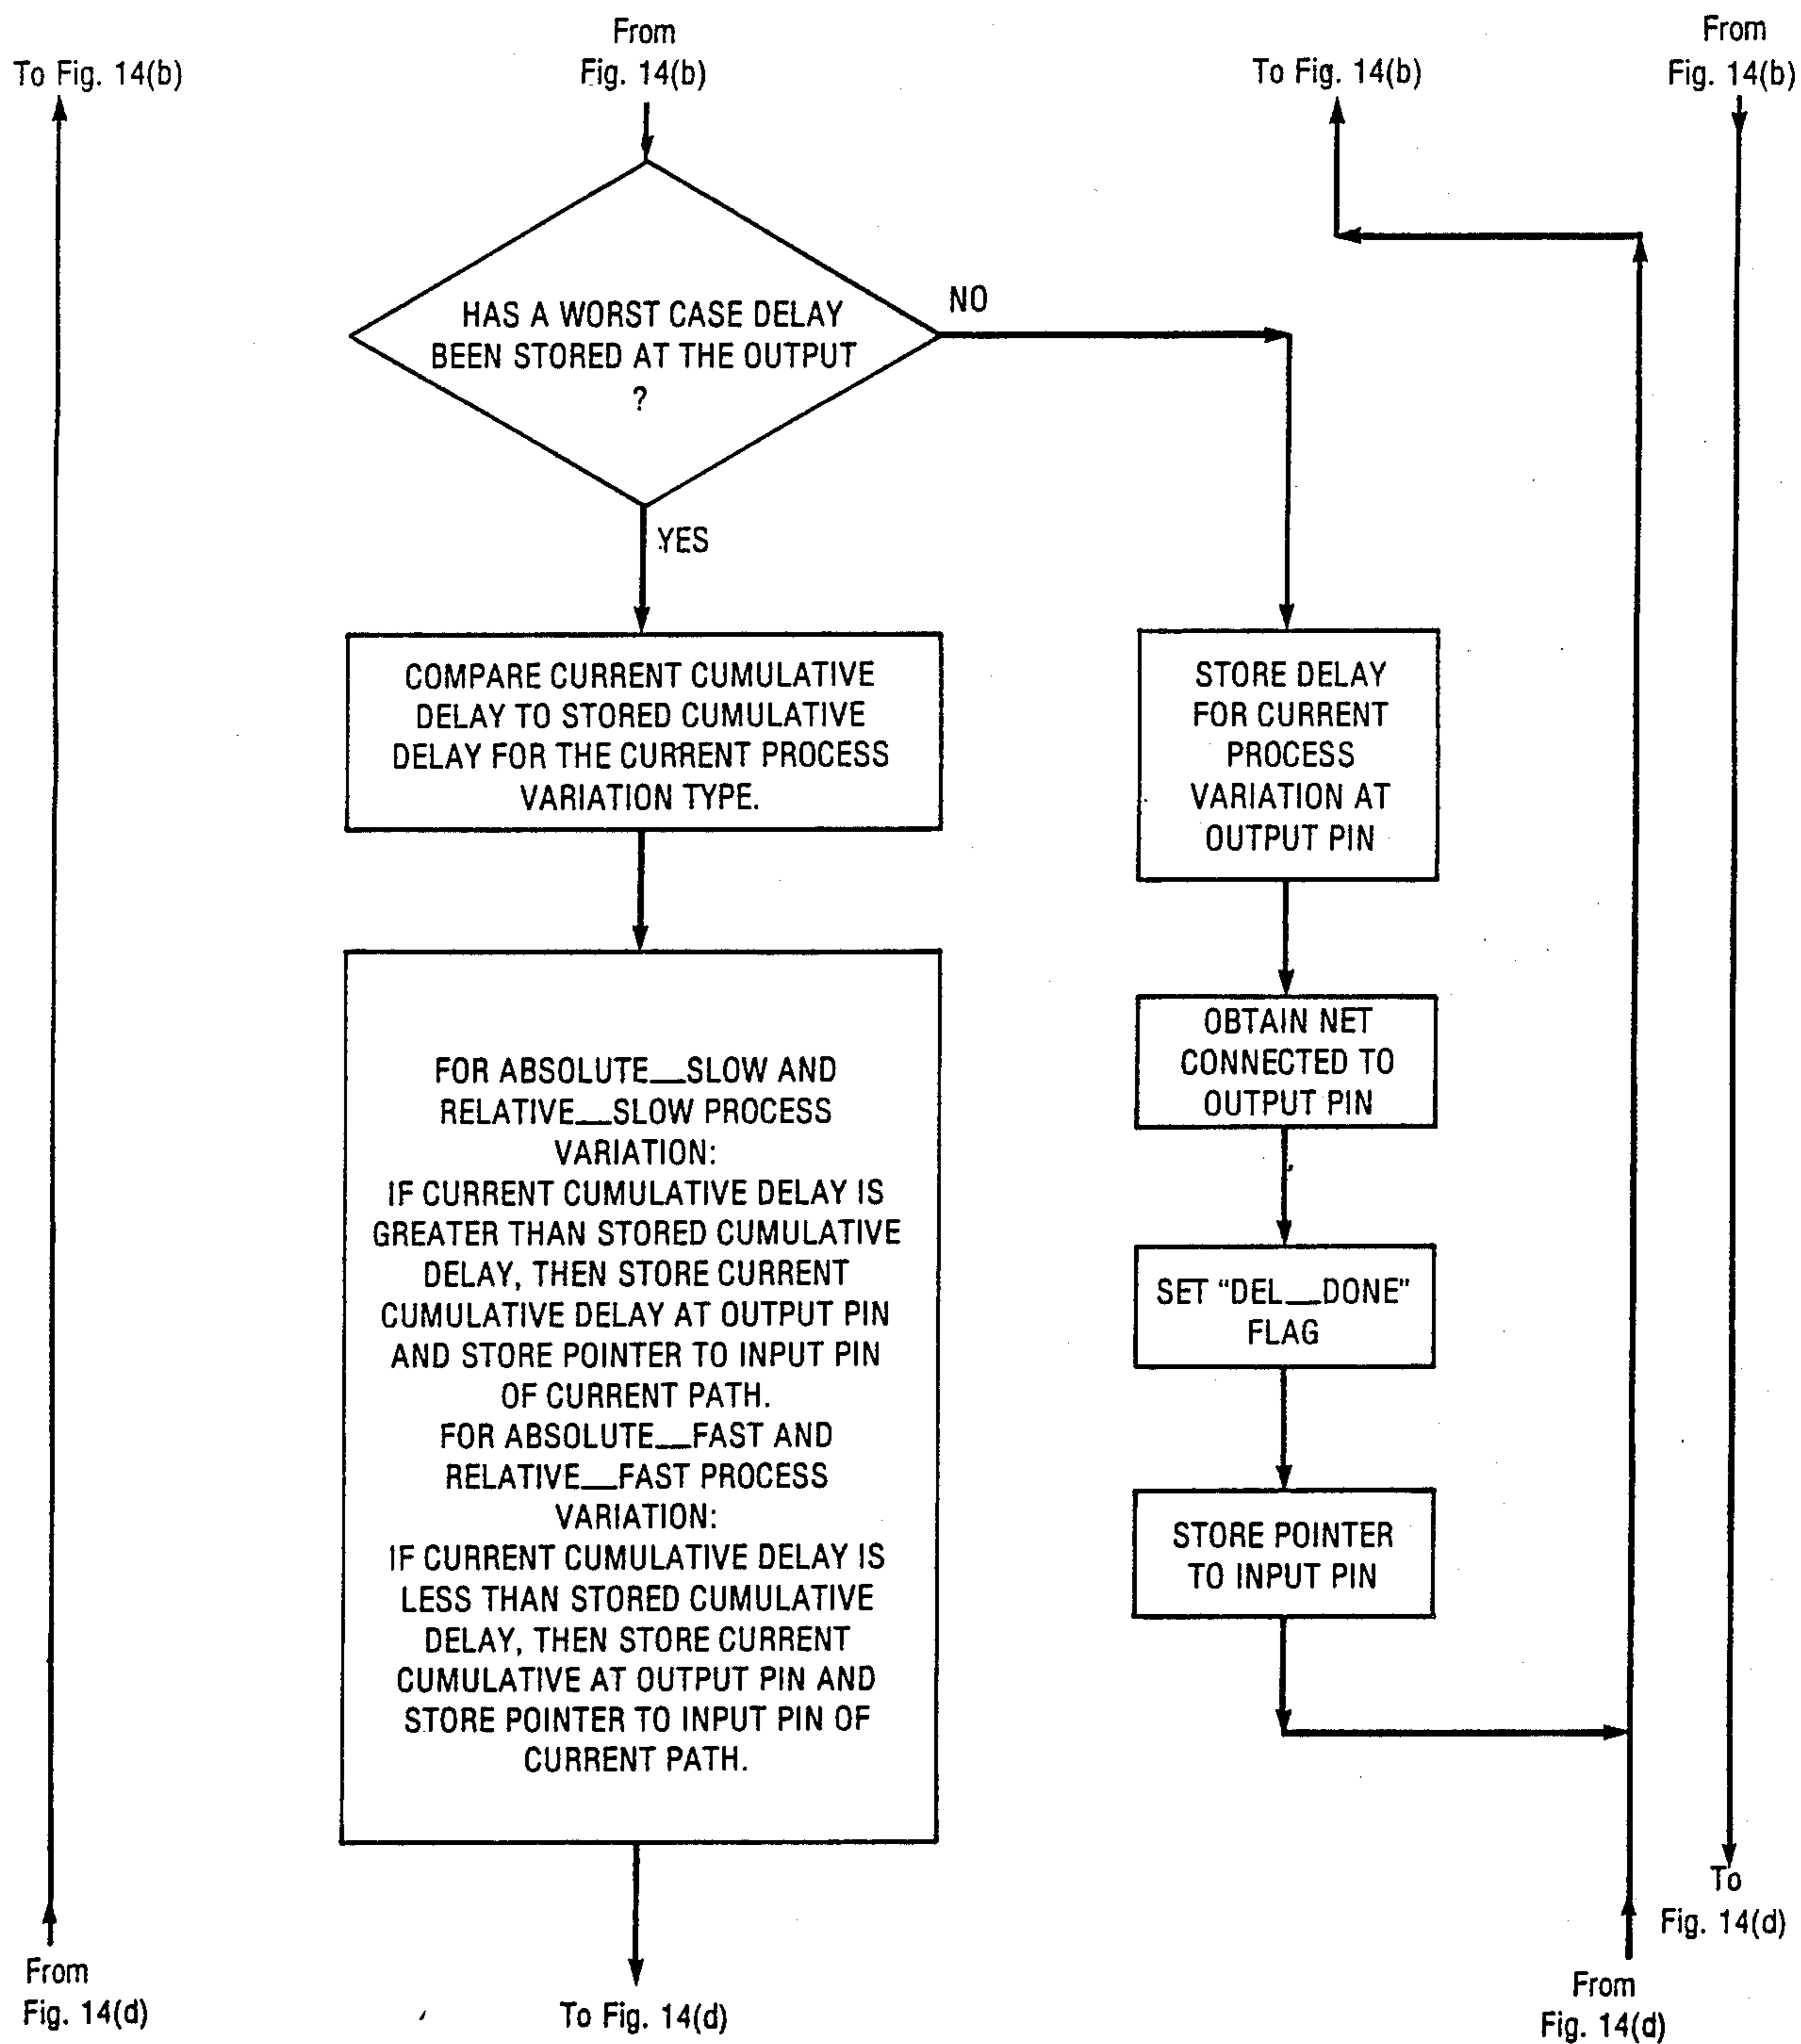 To Fig. 14(b)
From
Fig. 14(b)
To Fig. 14(b)
From
Fig. 14(b)
HAS A WORST CASE DELAY
BEEN STORED AT THE OUTPUT
?
NO
YES
COMPARE CURRENT CUMULATIVE
DELAY TO STORED CUMULATIVE
DELAY FOR THE CURRENT PROCESS
VARIATION TYPE.
STORE DELAY
FOR CURRENT
PROCESS
VARIATION AT
OUTPUT PIN
FOR ABSOLUTE__SLOW AND
RELATIVE__SLOW PROCESS
VARIATION:
IF CURRENT CUMULATIVE DELAY IS
GREATER THAN STORED CUMULATIVE
DELAY, THEN STORE CURRENT
CUMULATIVE DELAY AT OUTPUT PIN
AND STORE POINTER TO INPUT PIN
OF CURRENT PATH.
FOR ABSOLUTE__FAST AND
RELATIVE__FAST PROCESS
VARIATION:
IF CURRENT CUMULATIVE DELAY IS
LESS THAN STORED CUMULATIVE
DELAY, THEN STORE CURRENT
CUMULATIVE AT OUTPUT PIN AND
STORE POINTER TO INPUT PIN OF
CURRENT PATH.
OBTAIN NET
CONNECTED TO
OUTPUT PIN
SET “DEL__DONE”
FLAG
STORE POINTER
TO INPUT PIN
From
Fig. 14(d)
To Fig. 14(d)
From
Fig. 14(d)
To
Fig. 14(d)